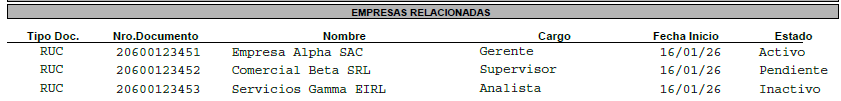 EMPRESAS RELACIONADAS
Tipo Doc. Nro.Documento Nombre Cargo Fecha Inicio Estado
RUC 20600123451 Empresa Alpha SAC Gerente 16/01/26 Activo
RUC 20600123452 Comercial Beta SRL Supervisor 16/01/26 Pendiente
RUC 20600123453 Servicios Gamma EIRL Analista 16/01/26 Inactivo